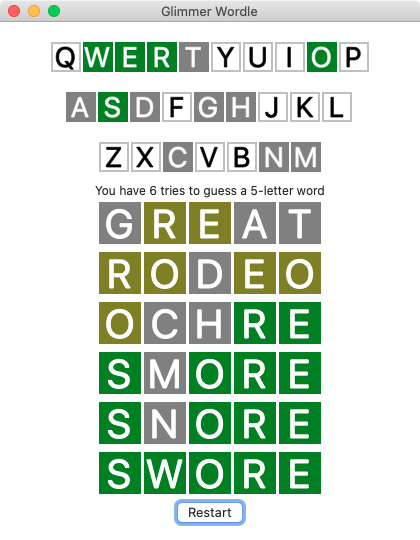 Glimmer Wordle
Q W E R T Y U I O P
A S D F G H J K L
Z X C V B N M
You have 6 tries to guess a 5-letter word
G R E A T
R O D E O
O C H R E
S M O R E
S N O R E
S W O R E
Restart